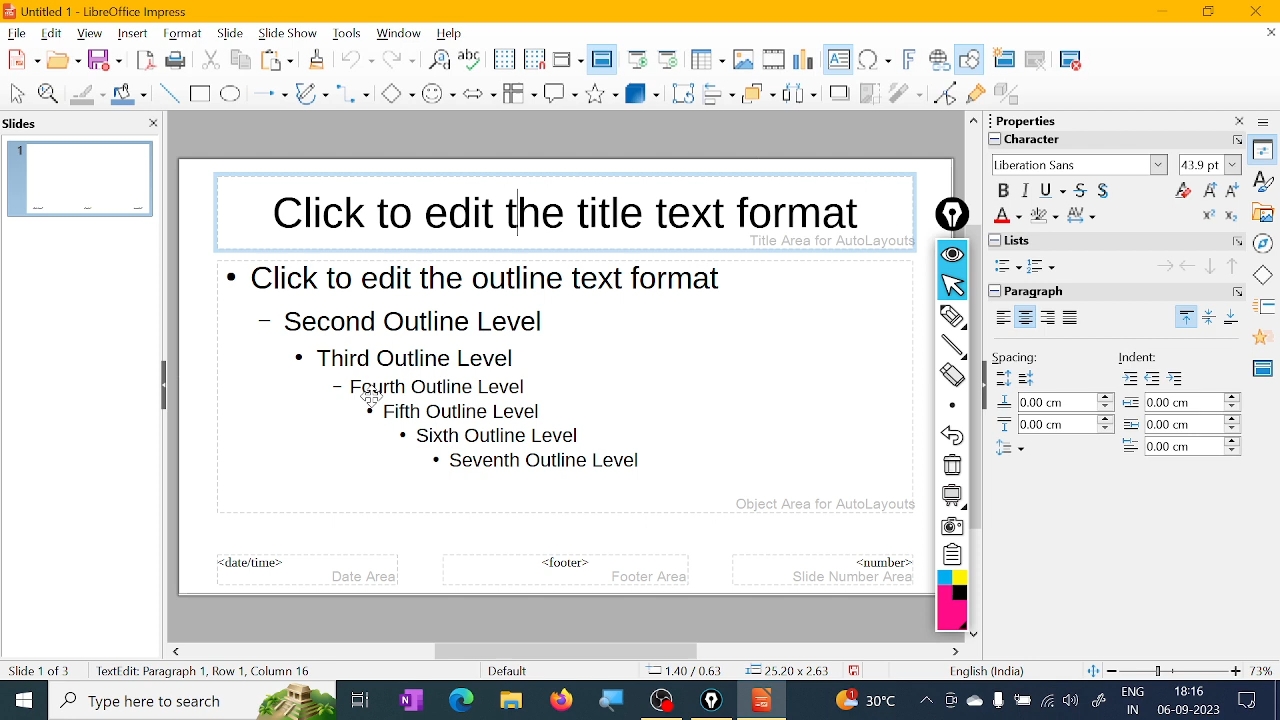 Untitled 1 - LibreOffice Impress
File Edit View Insert Format Slide Slide Show Tools Window Help
Slides
1
Click to edit the title text format
Title Area for AutoLayouts
• Click to edit the outline text format
– Second Outline Level
• Third Outline Level
– Fourth Outline Level
• Fifth Outline Level
• Sixth Outline Level
• Seventh Outline Level
Object Area for AutoLayouts
<date/time> <footer> <number>
Date Area Footer Area Slide Number Area
Properties
Character
Liberation Sans 43.9 pt
Lists
Paragraph
Spacing: Indent:
0.00 cm 0.00 cm
0.00 cm 0.00 cm
0.00 cm
Slide 1 of 3 TextEdit: Paragraph 1, Row 1, Column 16 Default 1.40 / 0.63 25.20 x 2.63 English (India) 73%
Type here to search 1 30°C ENG IN 18:16 06-09-2023